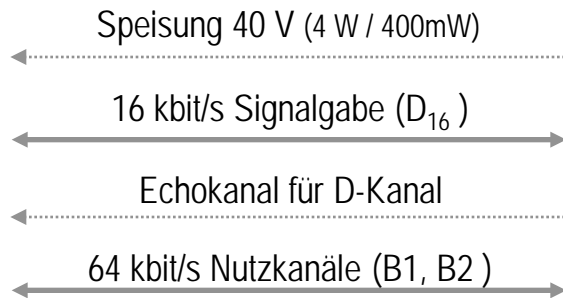 Speisung 40 V (4 W / 400mW)
16 kbit/s Signalgabe (D₁₆ )
Echokanal für D-Kanal
64 kbit/s Nutzkanäle (B1, B2 )